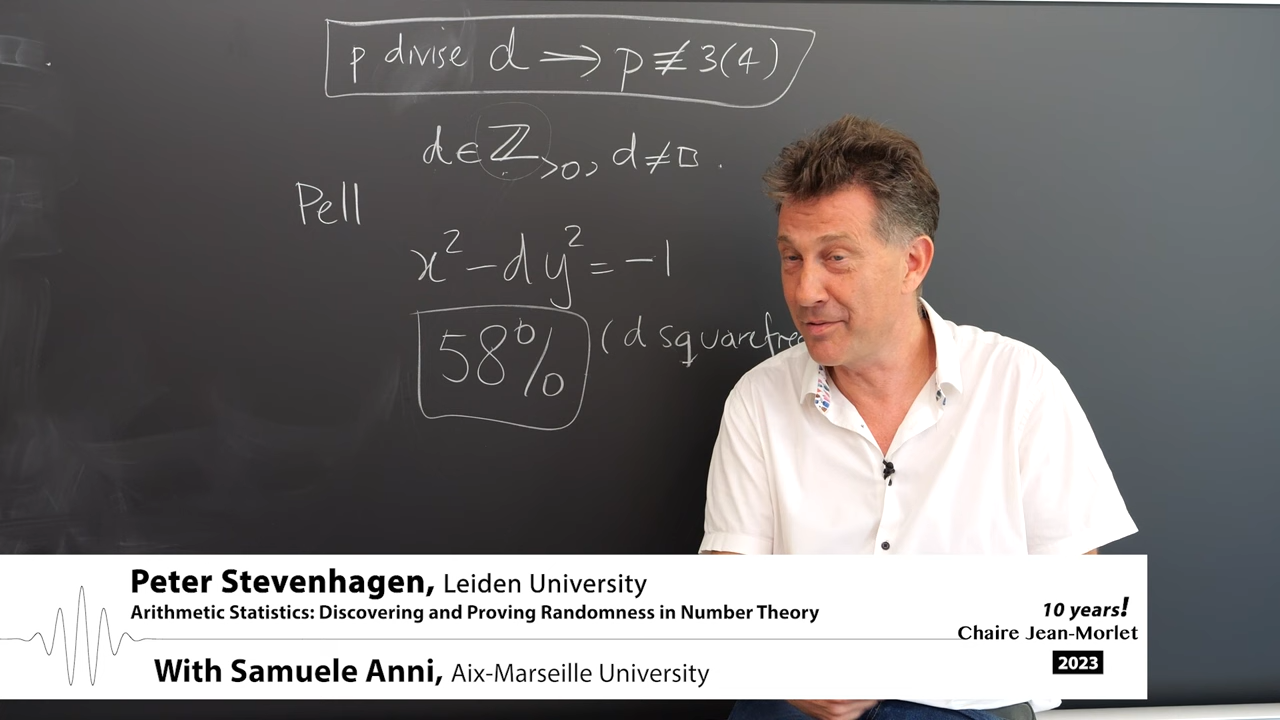 p divise d ⟹ p ≢ 3(4)
d ∈ ℤ>0, d ≠ □.
Pell
x² − dy² = −1
58% (d squarefree
Peter Stevenhagen, Leiden University
Arithmetic Statistics: Discovering and Proving Randomness in Number Theory
With Samuele Anni, Aix-Marseille University
10 years!
Chaire Jean-Morlet
2023